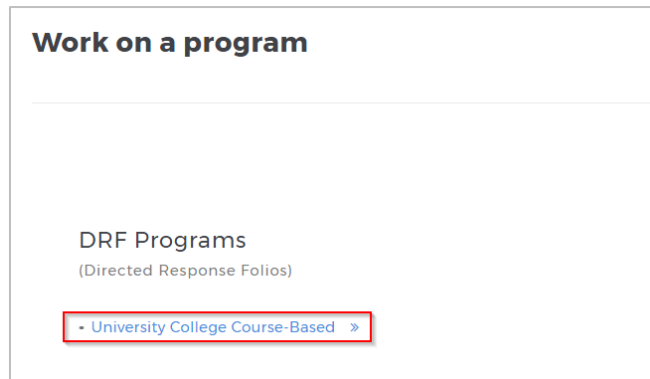 Work on a program
DRF Programs
(Directed Response Folios)
• University College Course-Based »